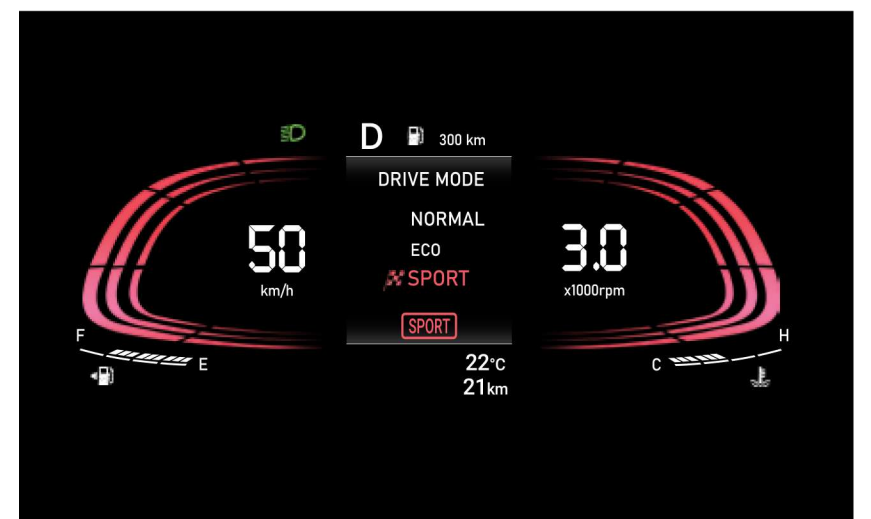 D 300 km
DRIVE MODE
NORMAL
ECO
SPORT
SPORT
50
km/h
3.0
x1000rpm
F
E
C
H
22°C
21km